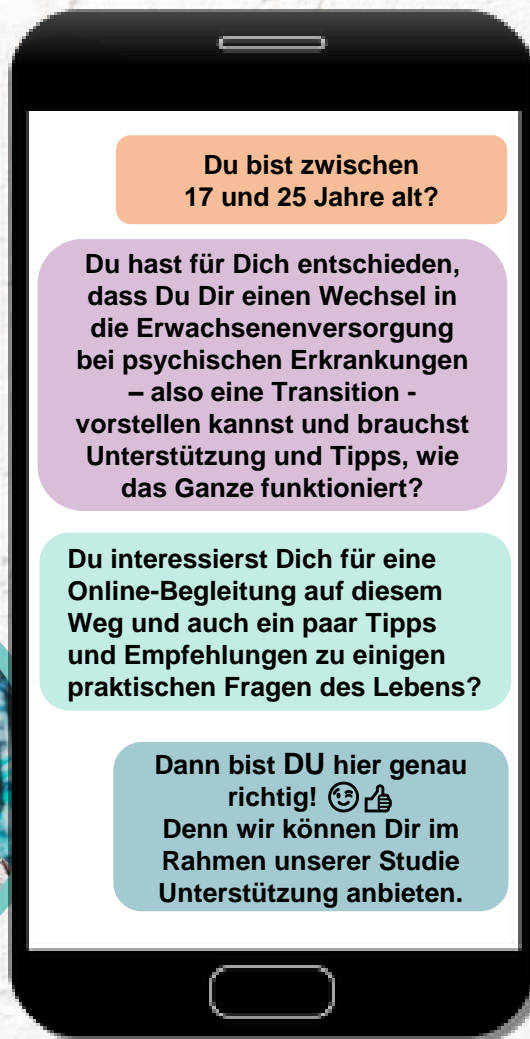 Du bist zwischen
17 und 25 Jahre alt?
Du hast für Dich entschieden,
dass Du Dir einen Wechsel in
die Erwachsenenversorgung
bei psychischen Erkrankungen
– also eine Transition -
vorstellen kannst und brauchst
Unterstützung und Tipps, wie
das Ganze funktioniert?
Du interessierst Dich für eine
Online-Begleitung auf diesem
Weg und auch ein paar Tipps
und Empfehlungen zu einigen
praktischen Fragen des Lebens?
Dann bist DU hier genau
richtig! 😉👍
Denn wir können Dir im
Rahmen unserer Studie
Unterstützung anbieten.